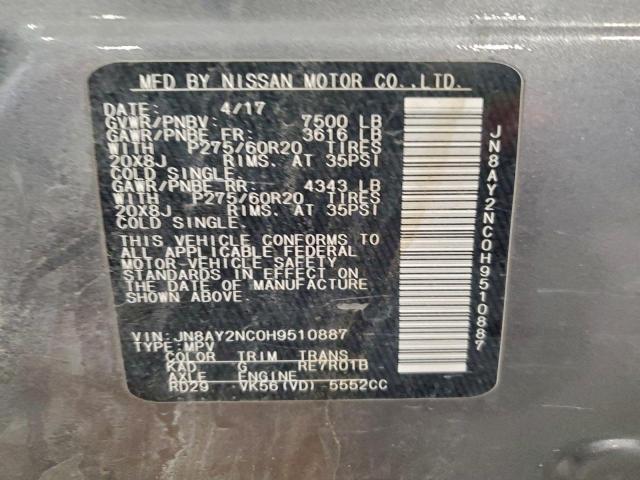 MFD BY NISSAN MOTOR CO.,LTD.
DATE: 4/17
GVWR/PNBV: 7500 LB
GAWR/PNBE FR: 3616 LB
WITH P275/60R20 TIRES
20X8J RIMS. AT 35PSI
COLD SINGLE.
GAWR/PNBE RR: 4343 LB
WITH P275/60R20 TIRES
20X8J RIMS. AT 35PSI
COLD SINGLE.
THIS VEHICLE CONFORMS TO
ALL APPLICABLE FEDERAL
MOTOR-VEHICLE SAFETY
STANDARDS IN EFFECT ON
THE DATE OF MANUFACTURE
SHOWN ABOVE.
VIN: JN8AY2NC0H9510887
TYPE: MPV
COLOR TRIM TRANS
KAD G RE7R01B
AXLE ENGINE
RD29 VK56(VD) 5552CC
JN8AY2NC0H9510887